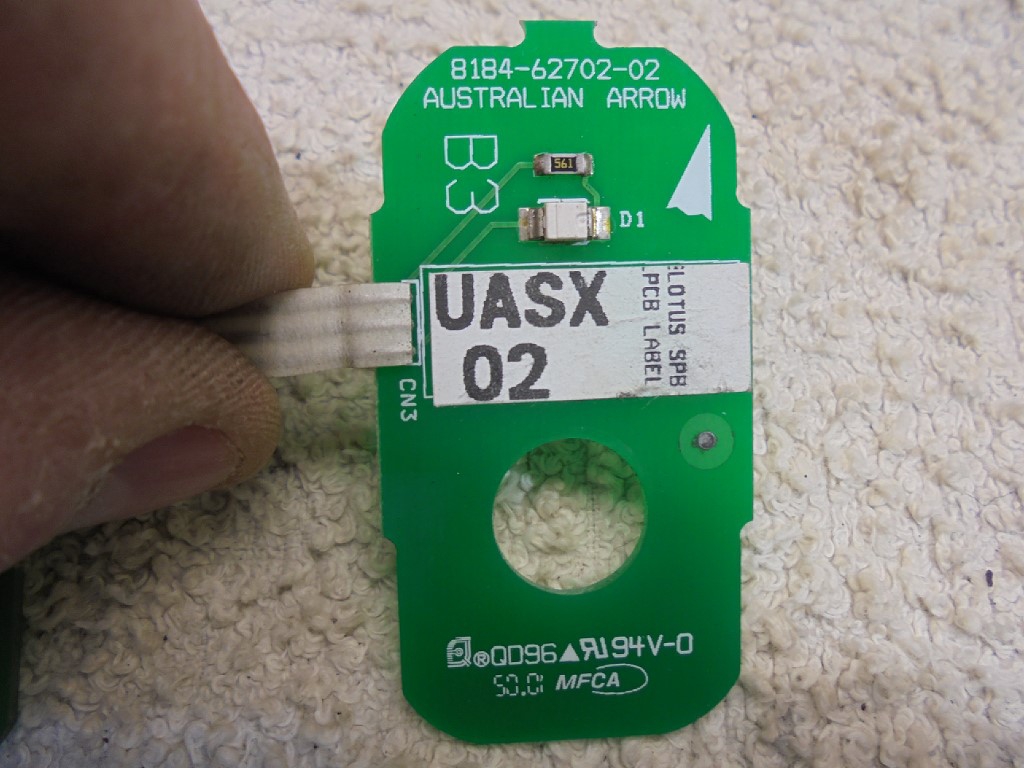 8184-62702-02
AUSTRALIAN ARROW
B3
561
D1
UASX
02
LOTUS SPB
PCB LABEL
CN3
®QD96 94V-0
MFCA